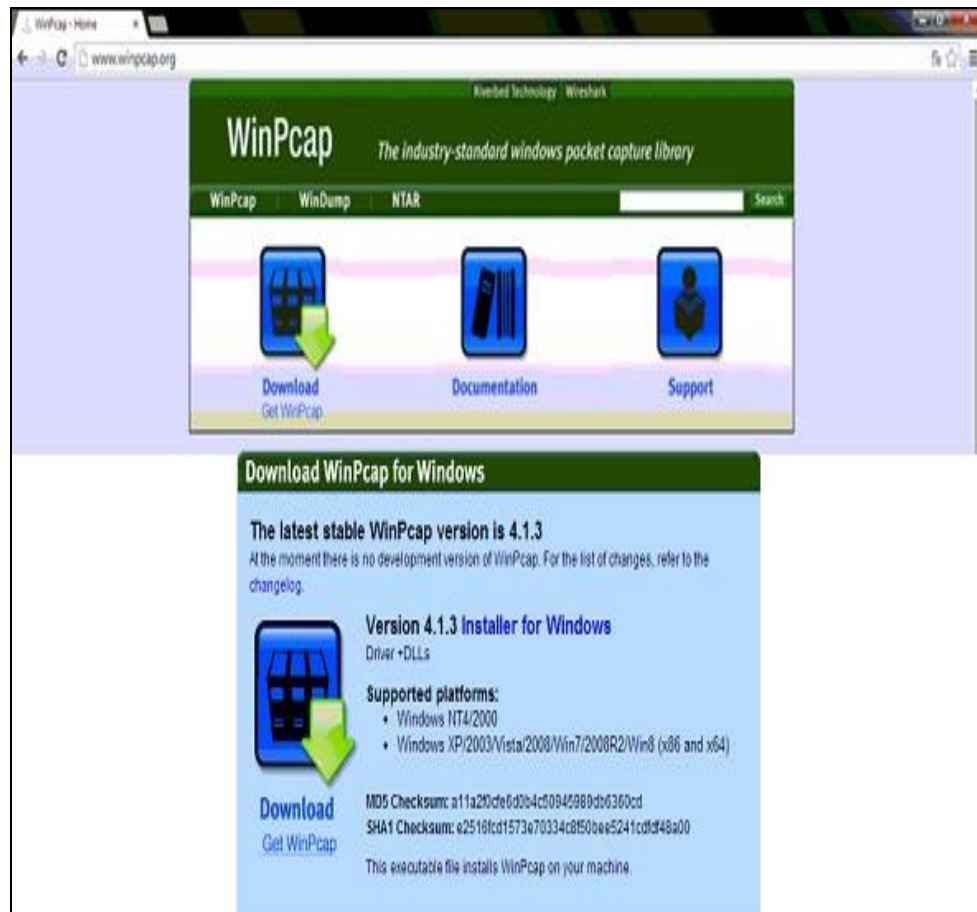 WinPcap - Home
www.winpcap.org
Riverbed Technology Wireshark
WinPcap
The industry-standard windows packet capture library
WinPcap WinDump NTAR Search
Download Documentation Support
Get WinPcap
Download WinPcap for Windows
The latest stable WinPcap version is 4.1.3
At the moment there is no development version of WinPcap. For the list of changes, refer to the
changelog.
Version 4.1.3 Installer for Windows
Driver +DLLs
Supported platforms:
• Windows NT4/2000
• Windows XP/2003/Vista/2008/Win7/2008R2/Win8 (x86 and x64)
Download
Get WinPcap
MD5 Checksum:
SHA1 Checksum:
This executable file installs WinPcap on your machine.